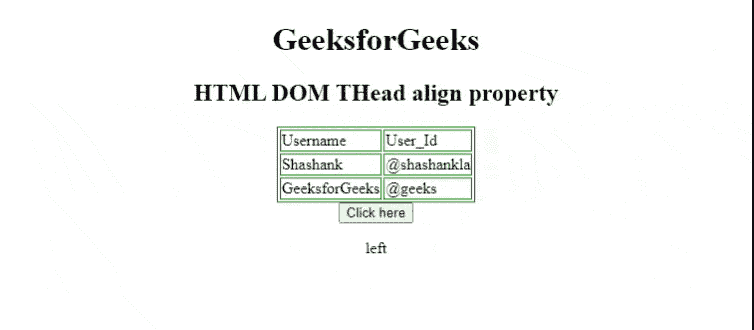 GeeksforGeeks
HTML DOM THead align property
Username User_Id
Shashank @shashankla
GeeksforGeeks @geeks
Click here
left